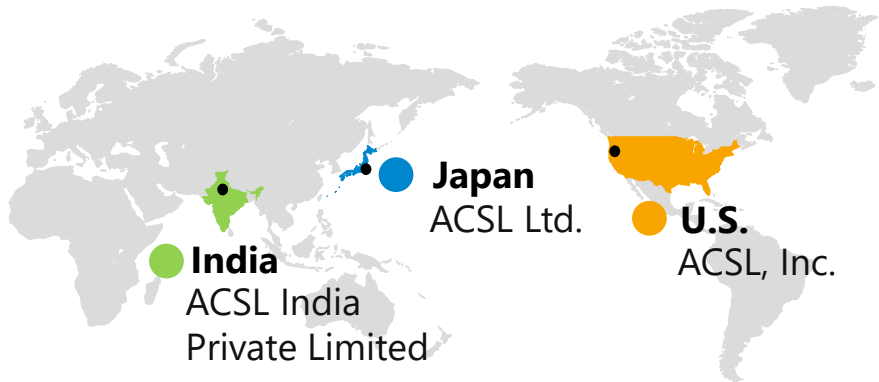 Japan
ACSL Ltd.
U.S.
ACSL, Inc.
India
ACSL India
Private Limited